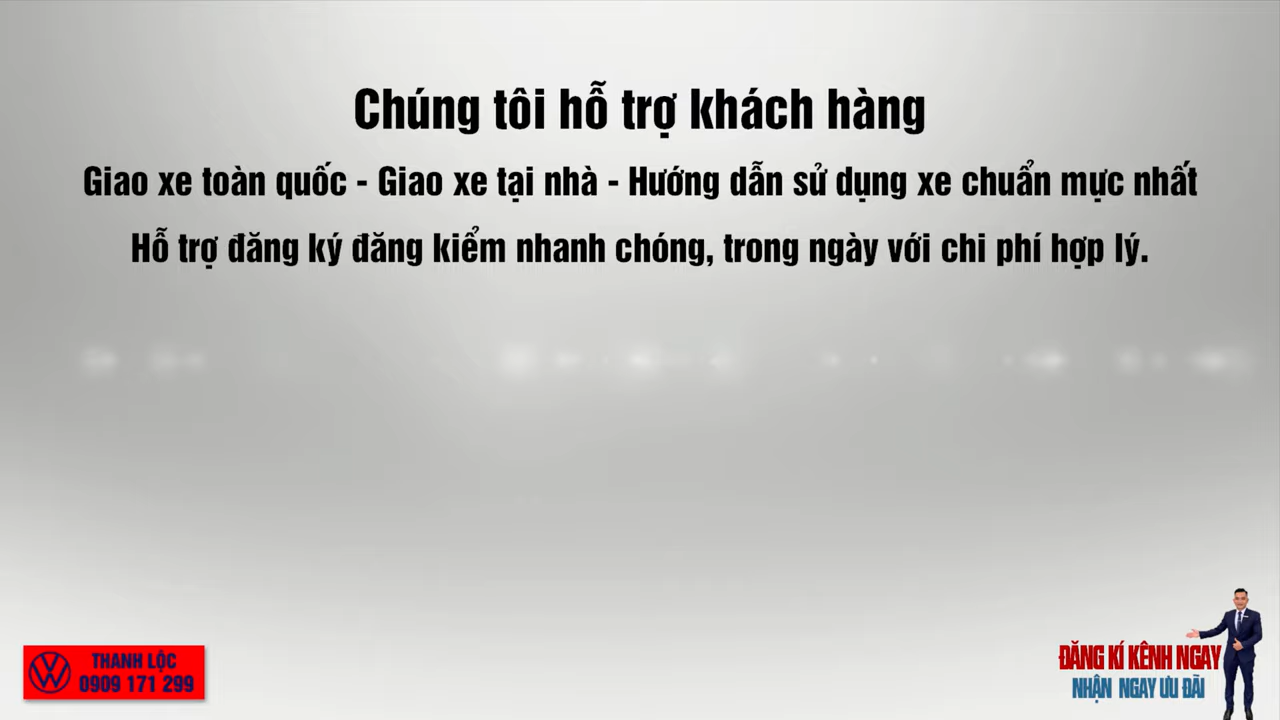 Chúng tôi hỗ trợ khách hàng
Giao xe toàn quốc - Giao xe tại nhà - Hướng dẫn sử dụng xe chuẩn mực nhất
Hỗ trợ đăng ký đăng kiểm nhanh chóng, trong ngày với chi phí hợp lý.
THANH LỘC
0909 171 299
ĐĂNG KÍ KÊNH NGAY
NHẬN NGAY ƯU ĐÃI